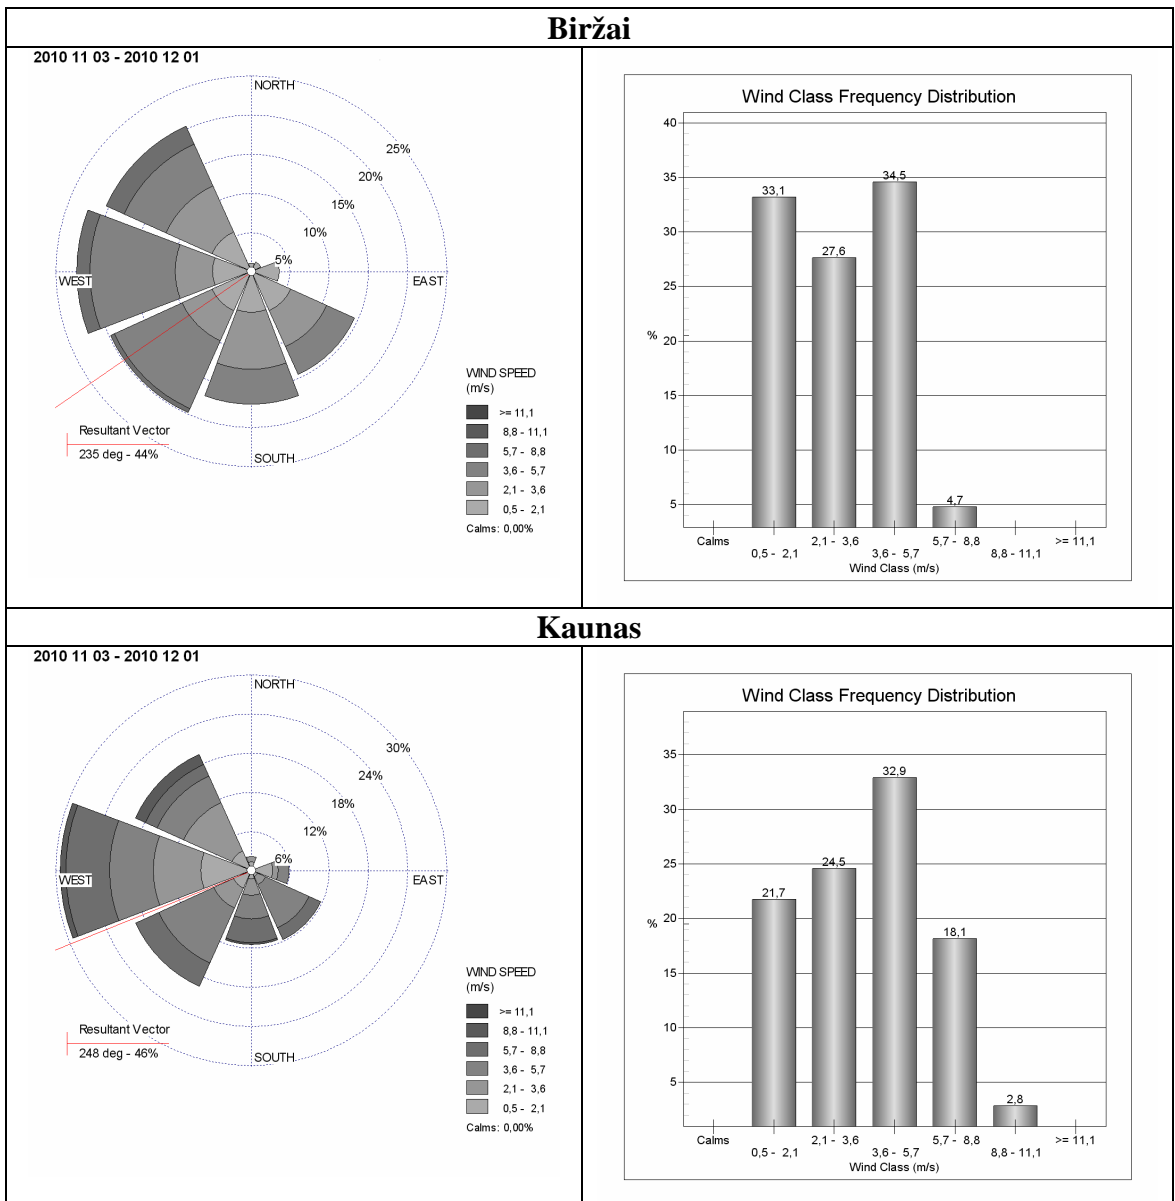 Biržai
2010 11 03 - 2010 12 01
NORTH
25%
20%
15%
10%
5%
WEST
EAST
SOUTH
WIND SPEED
(m/s)
>= 11,1
8,8 - 11,1
5,7 - 8,8
3,6 - 5,7
2,1 - 3,6
0,5 - 2,1
Calms: 0,00%
Resultant Vector
235 deg - 44%
Wind Class Frequency Distribution
40
35
30
25
20
15
10
5
%
33,1
27,6
34,5
4,7
Calms
0,5 - 2,1
2,1 - 3,6
3,6 - 5,7
5,7 - 8,8
8,8 - 11,1
>= 11,1
Wind Class (m/s)
Kaunas
2010 11 03 - 2010 12 01
NORTH
30%
24%
18%
12%
6%
WEST
EAST
SOUTH
WIND SPEED
(m/s)
>= 11,1
8,8 - 11,1
5,7 - 8,8
3,6 - 5,7
2,1 - 3,6
0,5 - 2,1
Calms: 0,00%
Resultant Vector
248 deg - 46%
Wind Class Frequency Distribution
35
30
25
20
15
10
5
%
21,7
24,5
32,9
18,1
2,8
Calms
0,5 - 2,1
2,1 - 3,6
3,6 - 5,7
5,7 - 8,8
8,8 - 11,1
>= 11,1
Wind Class (m/s)